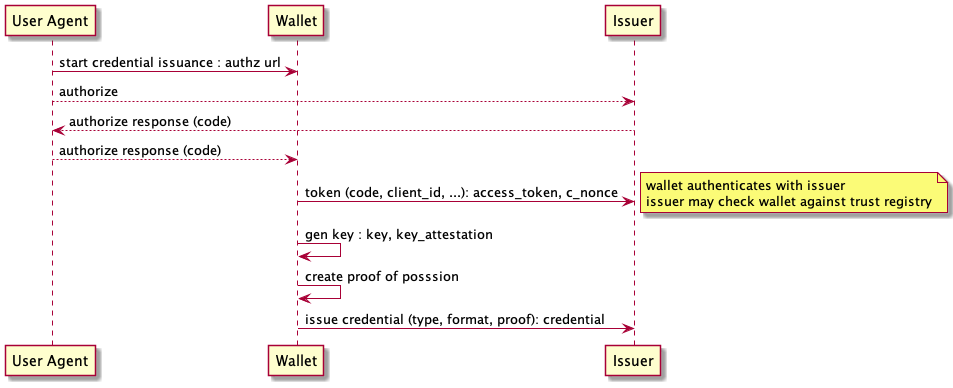 User Agent
Wallet
Issuer
start credential issuance : authz url
authorize
authorize response (code)
authorize response (code)
token (code, client_id, ...): access_token, c_nonce
wallet authenticates with issuer
issuer may check wallet against trust registry
gen key : key, key_attestation
create proof of posssion
issue credential (type, format, proof): credential
User Agent
Wallet
Issuer